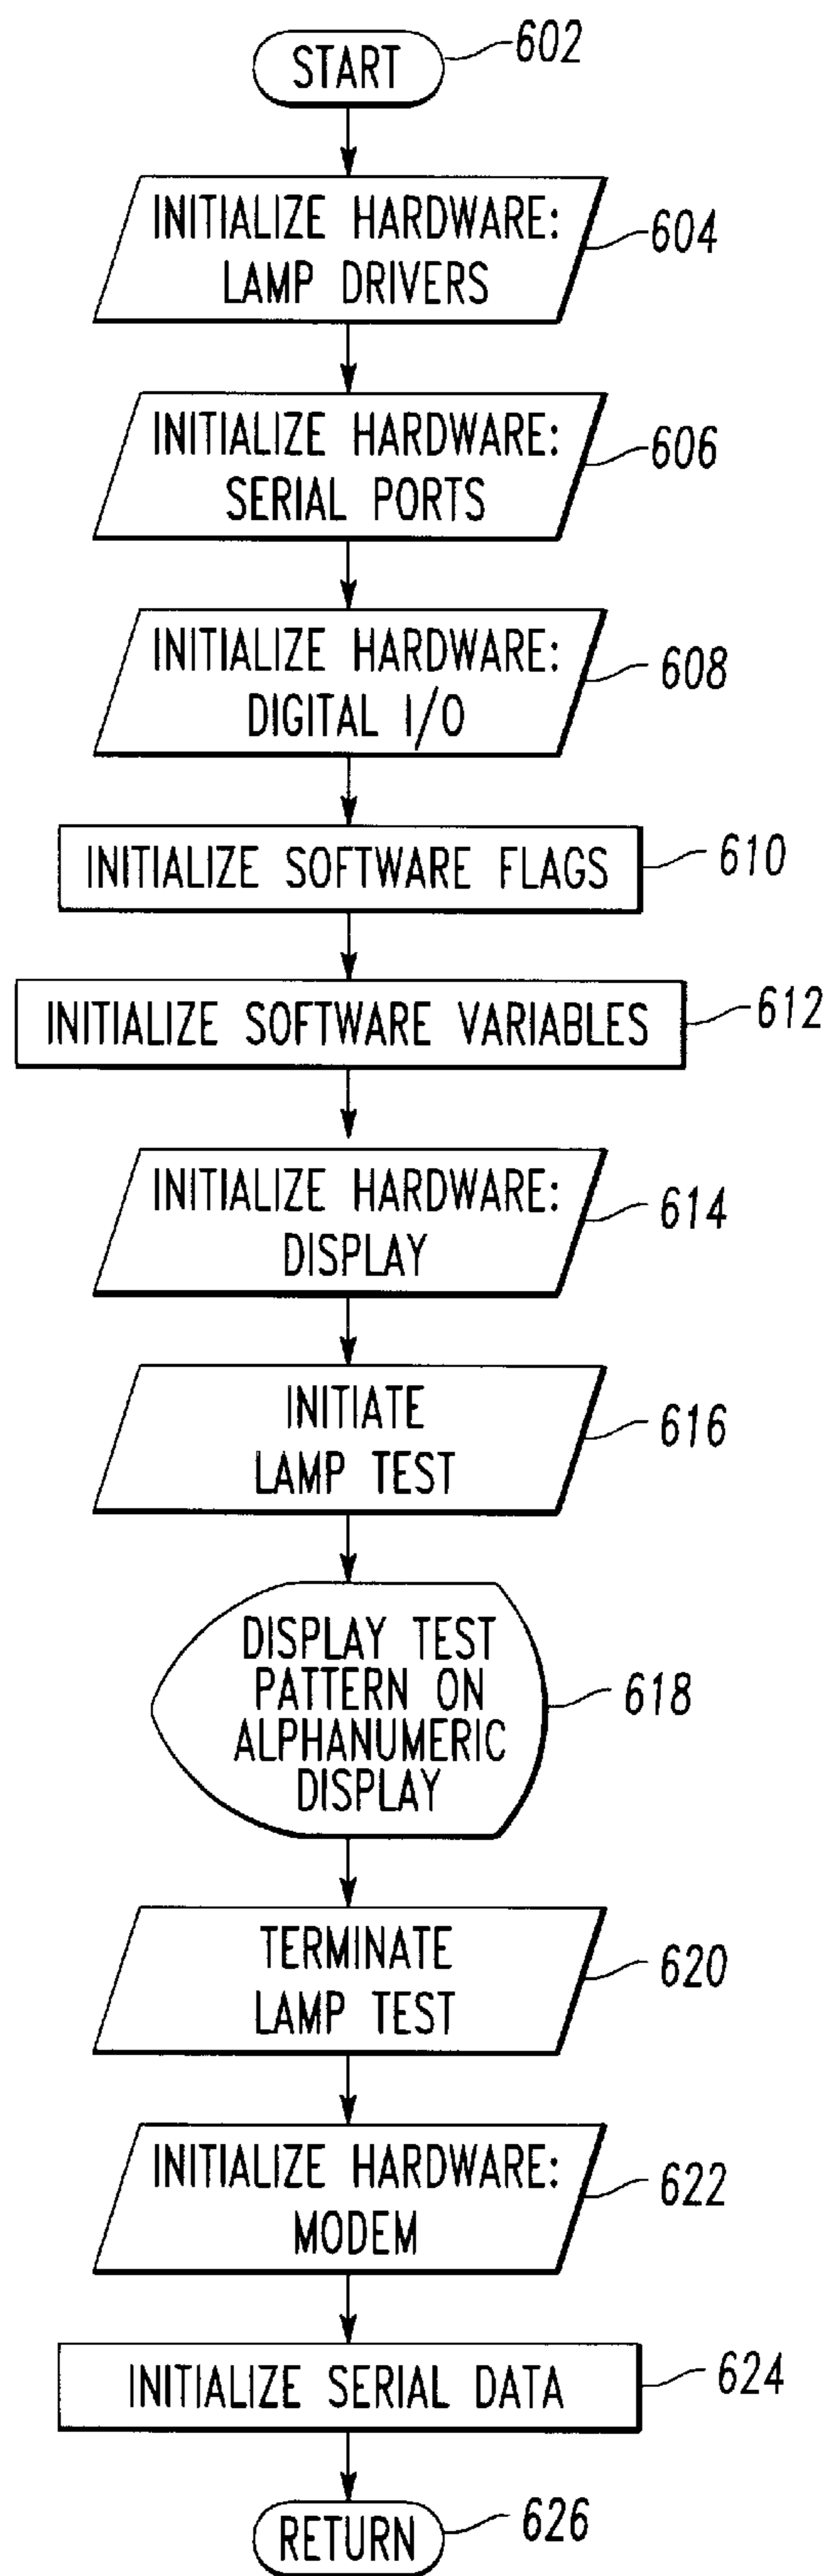 START
602
INITIALIZE HARDWARE:
LAMP DRIVERS
604
INITIALIZE HARDWARE:
SERIAL PORTS
606
INITIALIZE HARDWARE:
DIGITAL I/O
608
INITIALIZE SOFTWARE FLAGS
610
INITIALIZE SOFTWARE VARIABLES
612
INITIALIZE HARDWARE:
DISPLAY
614
INITIATE
LAMP TEST
616
DISPLAY TEST
PATTERN ON
ALPHANUMERIC
DISPLAY
618
TERMINATE
LAMP TEST
620
INITIALIZE HARDWARE:
MODEM
622
INITIALIZE SERIAL DATA
624
RETURN
626